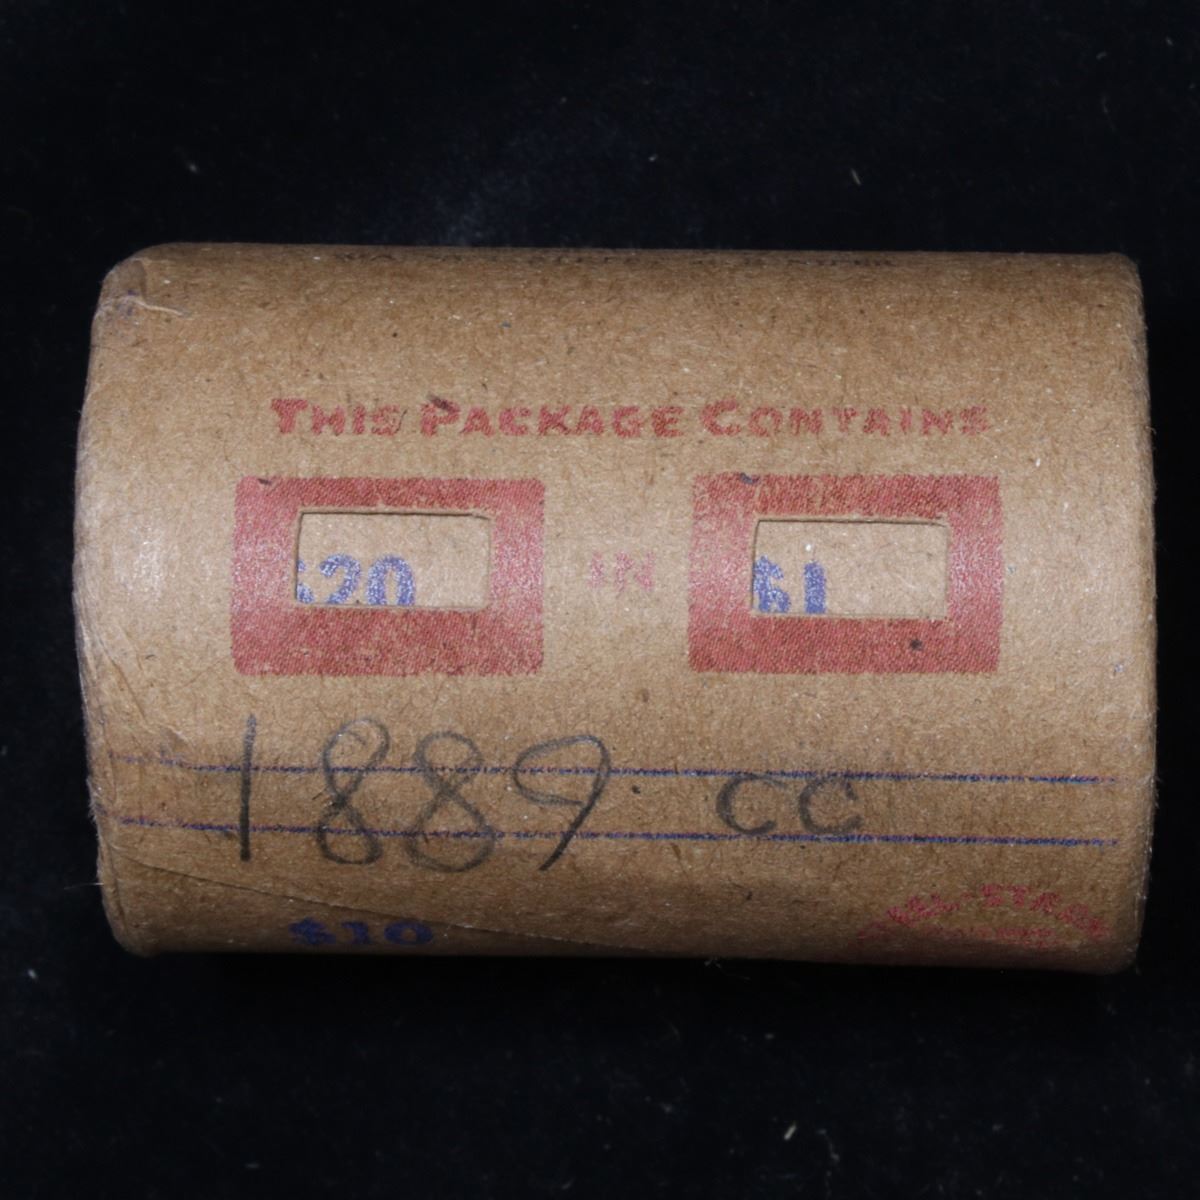 THIS PACKAGE CONTAINS
$20 IN $1
1889 CC
$10